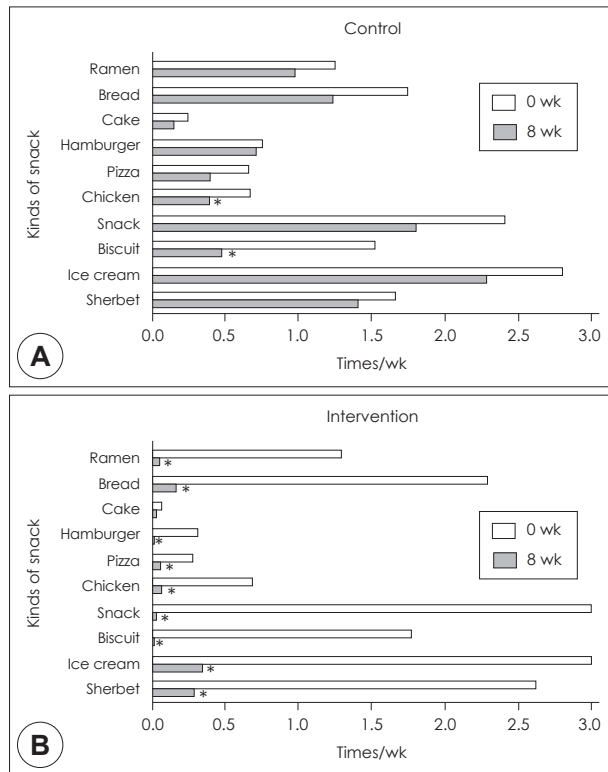 Control
Kinds of snack
Ramen
Bread
Cake
Hamburger
Pizza
Chicken
*
Snack
Biscuit
*
Ice cream
Sherbet
0 wk
8 wk
0.0 0.5 1.0 1.5 2.0 2.5 3.0
Times/wk
A
Intervention
Kinds of snack
Ramen
*
Bread
*
Cake
Hamburger
*
Pizza
*
Chicken
*
Snack
*
Biscuit
*
Ice cream
*
Sherbet
*
0 wk
8 wk
0.0 0.5 1.0 1.5 2.0 2.5 3.0
Times/wk
B